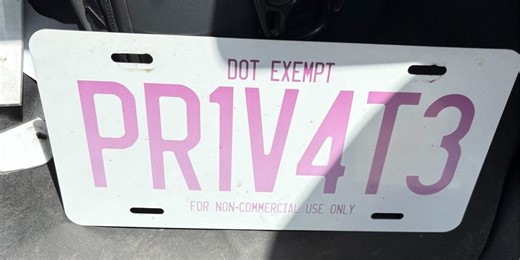 DOT EXEMPT
PR1V4T3
FOR NON-COMMERCIAL USE ONLY